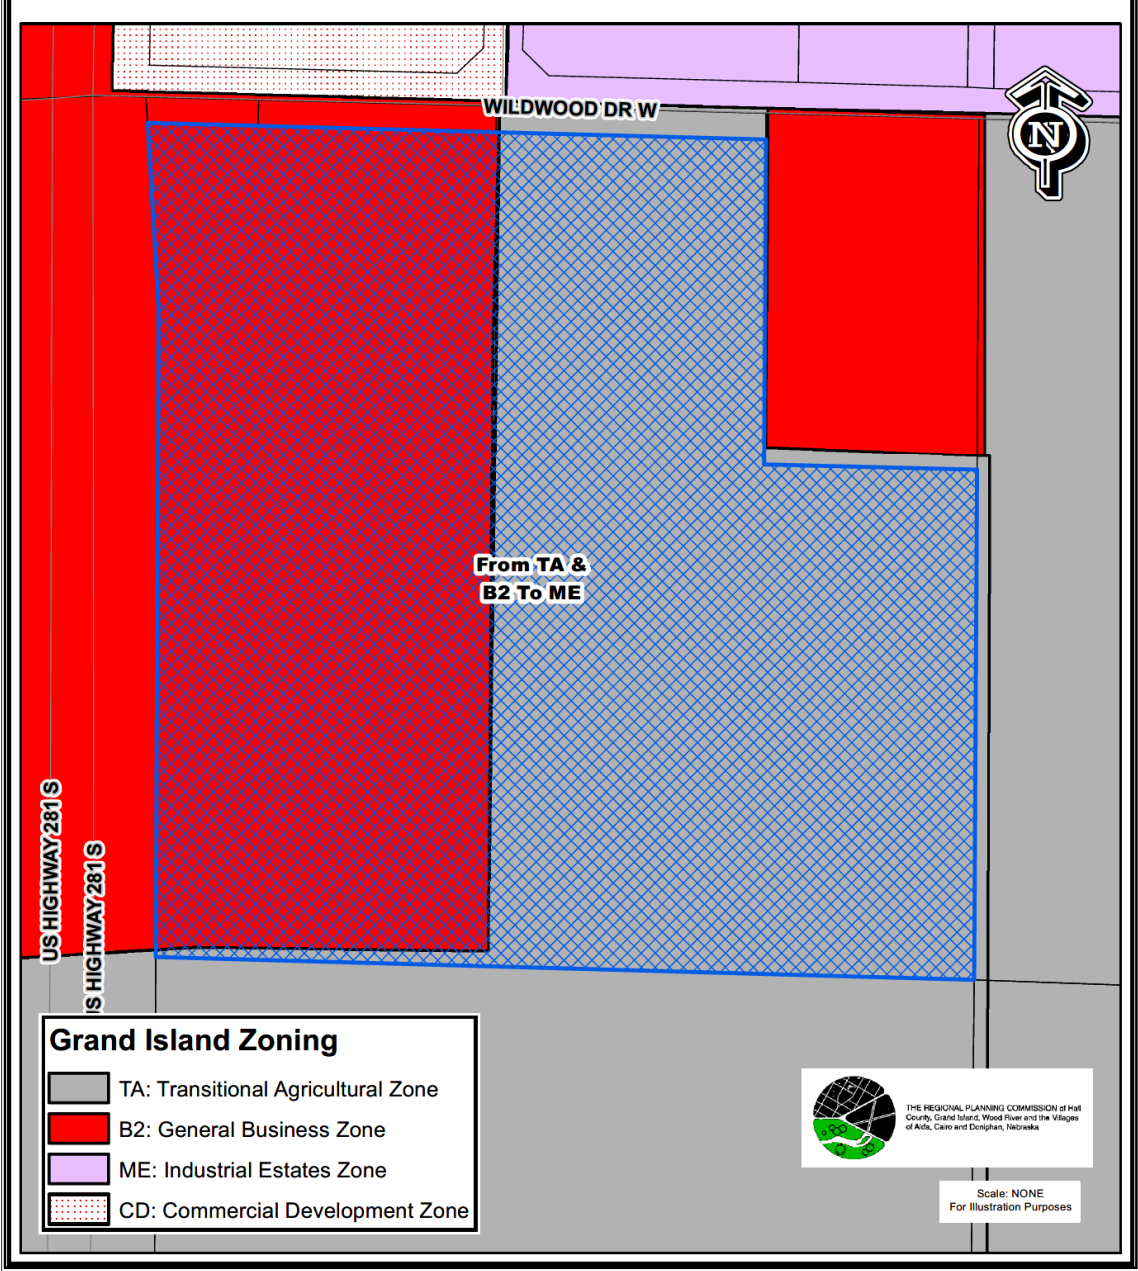 WILDWOOD DR W
N
From TA &
B2 To ME
US HIGHWAY 281 S
US HIGHWAY 281 S
Grand Island Zoning
TA: Transitional Agricultural Zone
B2: General Business Zone
ME: Industrial Estates Zone
CD: Commercial Development Zone
THE REGIONAL PLANNING COMMISSION of Hall
County, Grand Island, Wood River and the Villages
of Alda, Cairo and Doniphan, Nebraska
Scale: NONE
For Illustration Purposes